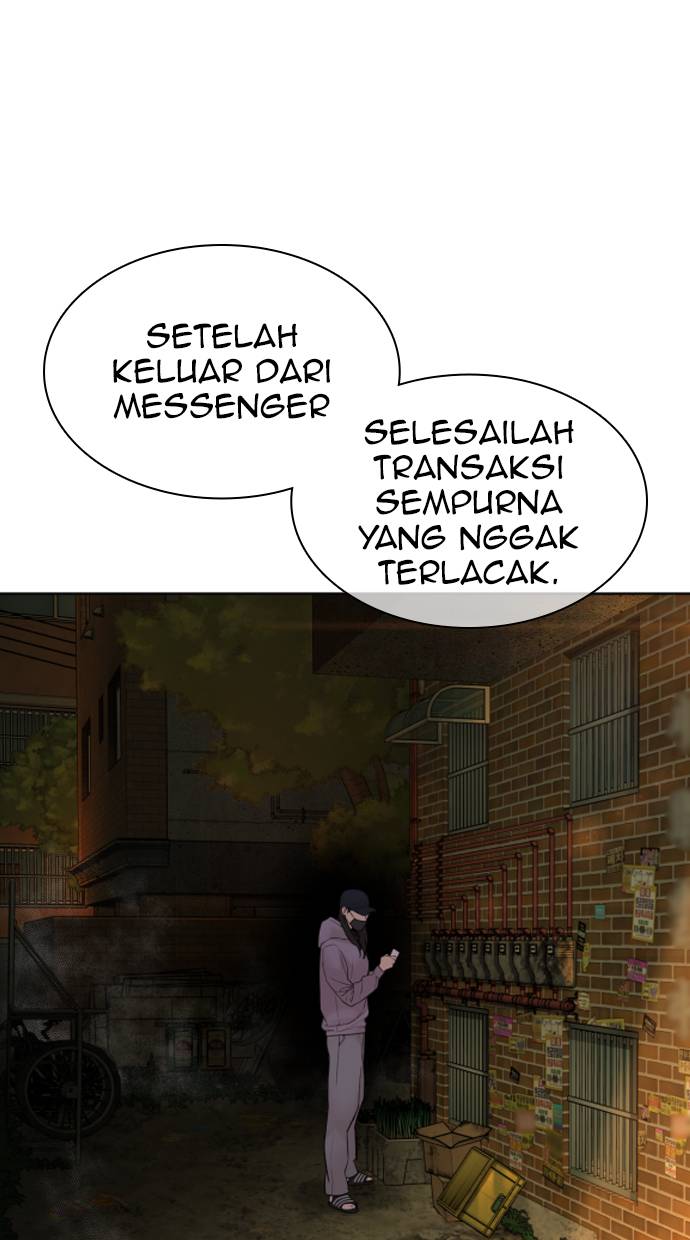 SETELAH
KELUAR DARI
MESSENGER
SELESAILAH
TRANSAKSI
SEMPURNA
YANG NGGAK
TERLACAK.